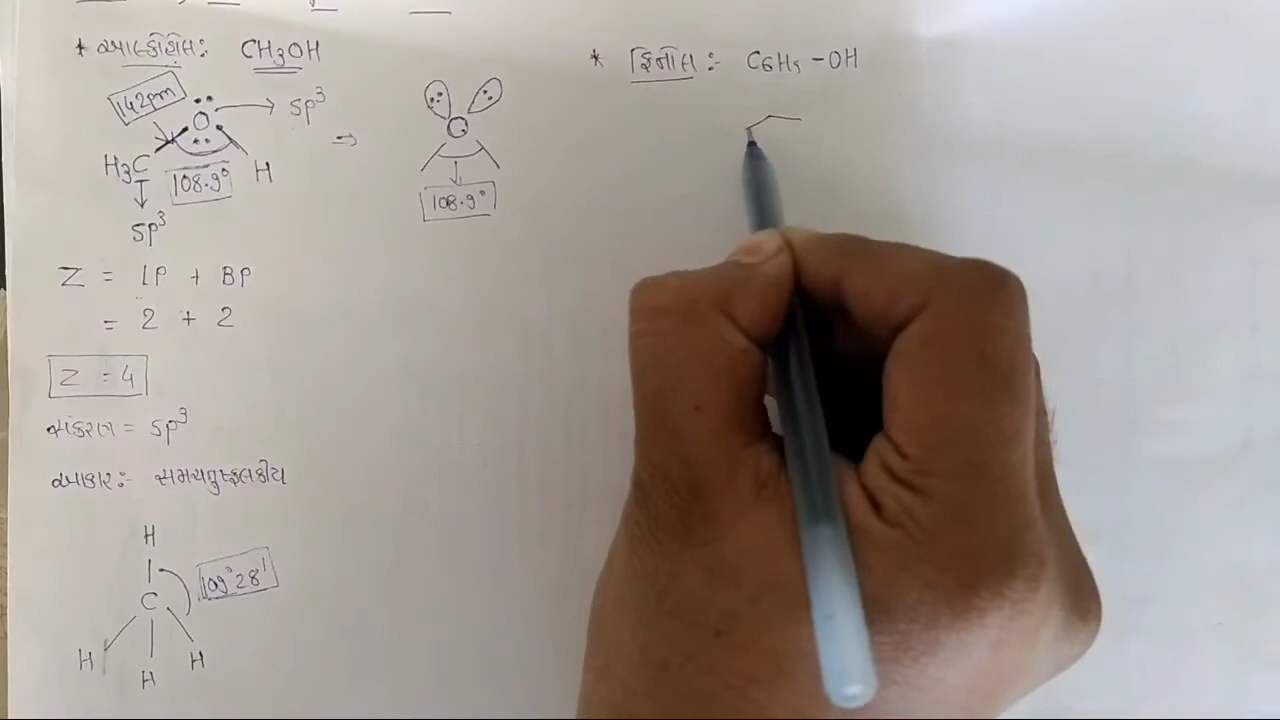 * આલ્કોહોલ:- CH3OH
142pm
O → sp³
H3C 108.9° H
sp³
⇒
O
108.9°
Z = lP + BP
= 2 + 2
Z = 4
સંકરણ = sp³
આકાર:- સમચતુષ્ફલકીય
H
C 109°28'
H H
H
* ફિનોલ :- C6H5 -OH